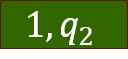 1, q₂